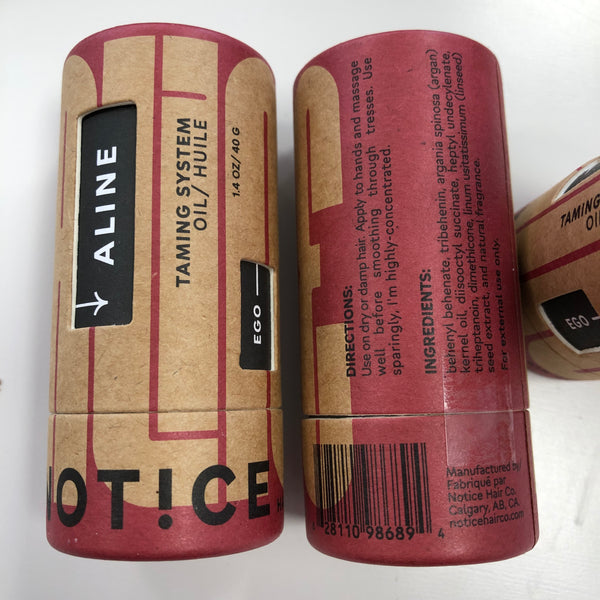 ALINE
TAMING SYSTEM
OIL/ HUILE
1.4 OZ/40 G
EGO
NOT!CE
DIRECTIONS:
Use on dry or damp hair. Apply to hands and massage
well before smoothing through tresses. Use
sparingly, I'm highly-concentrated.
INGREDIENTS:
behenyl behenate, tribehenin, argania spinosa (argan)
kernel oil, diisooctyl succinate, heptyl undecylenate,
triheptanoin, dimethicone, linum usitatissimum (linseed)
seed extract, and natural fragrance.
For external use only.
28110 98689 4
Manufactured by/
Fabriqué par
Notice Hair Co.
Calgary, AB, CA.
noticehairco.com
TAMING
OIL
EGO